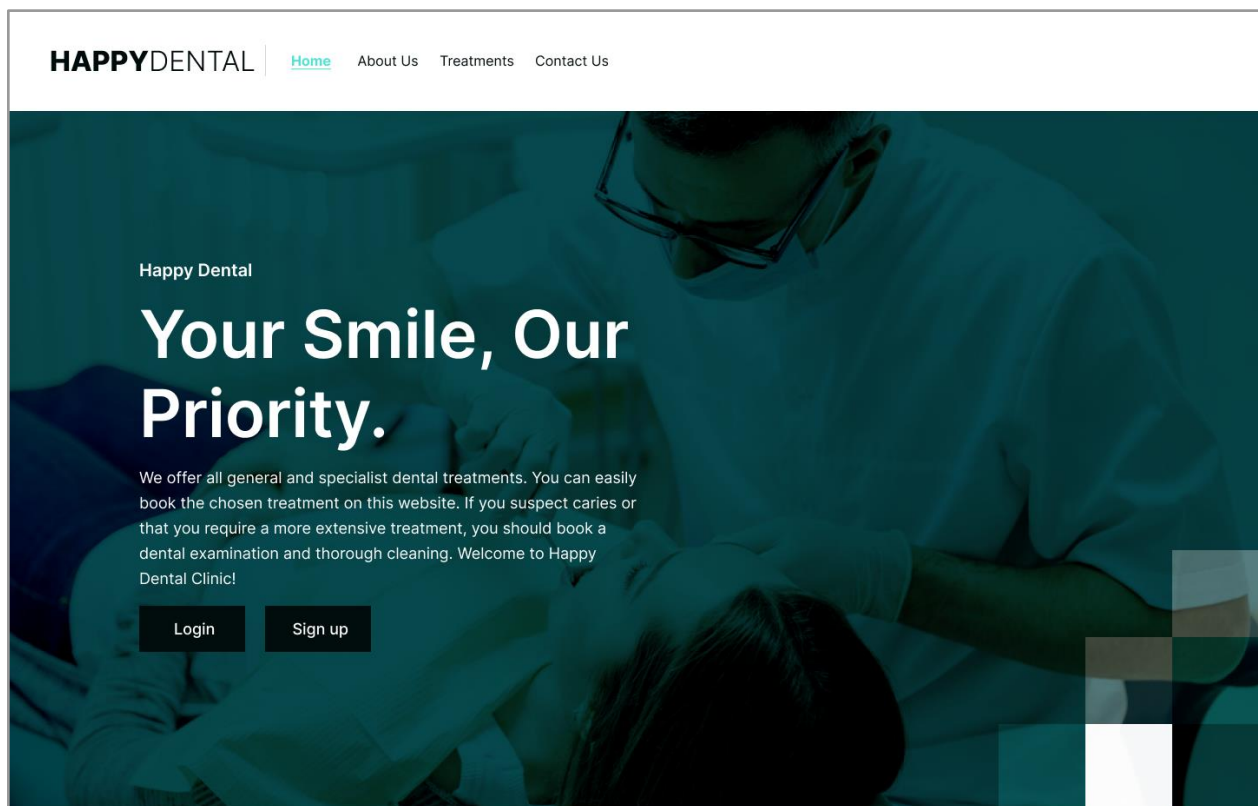 HAPPYDENTAL
Home
About Us
Treatments
Contact Us
Happy Dental
Your Smile, Our
Priority.
We offer all general and specialist dental treatments. You can easily
book the chosen treatment on this website. If you suspect caries or
that you require a more extensive treatment, you should book a
dental examination and thorough cleaning. Welcome to Happy
Dental Clinic!
Login
Sign up